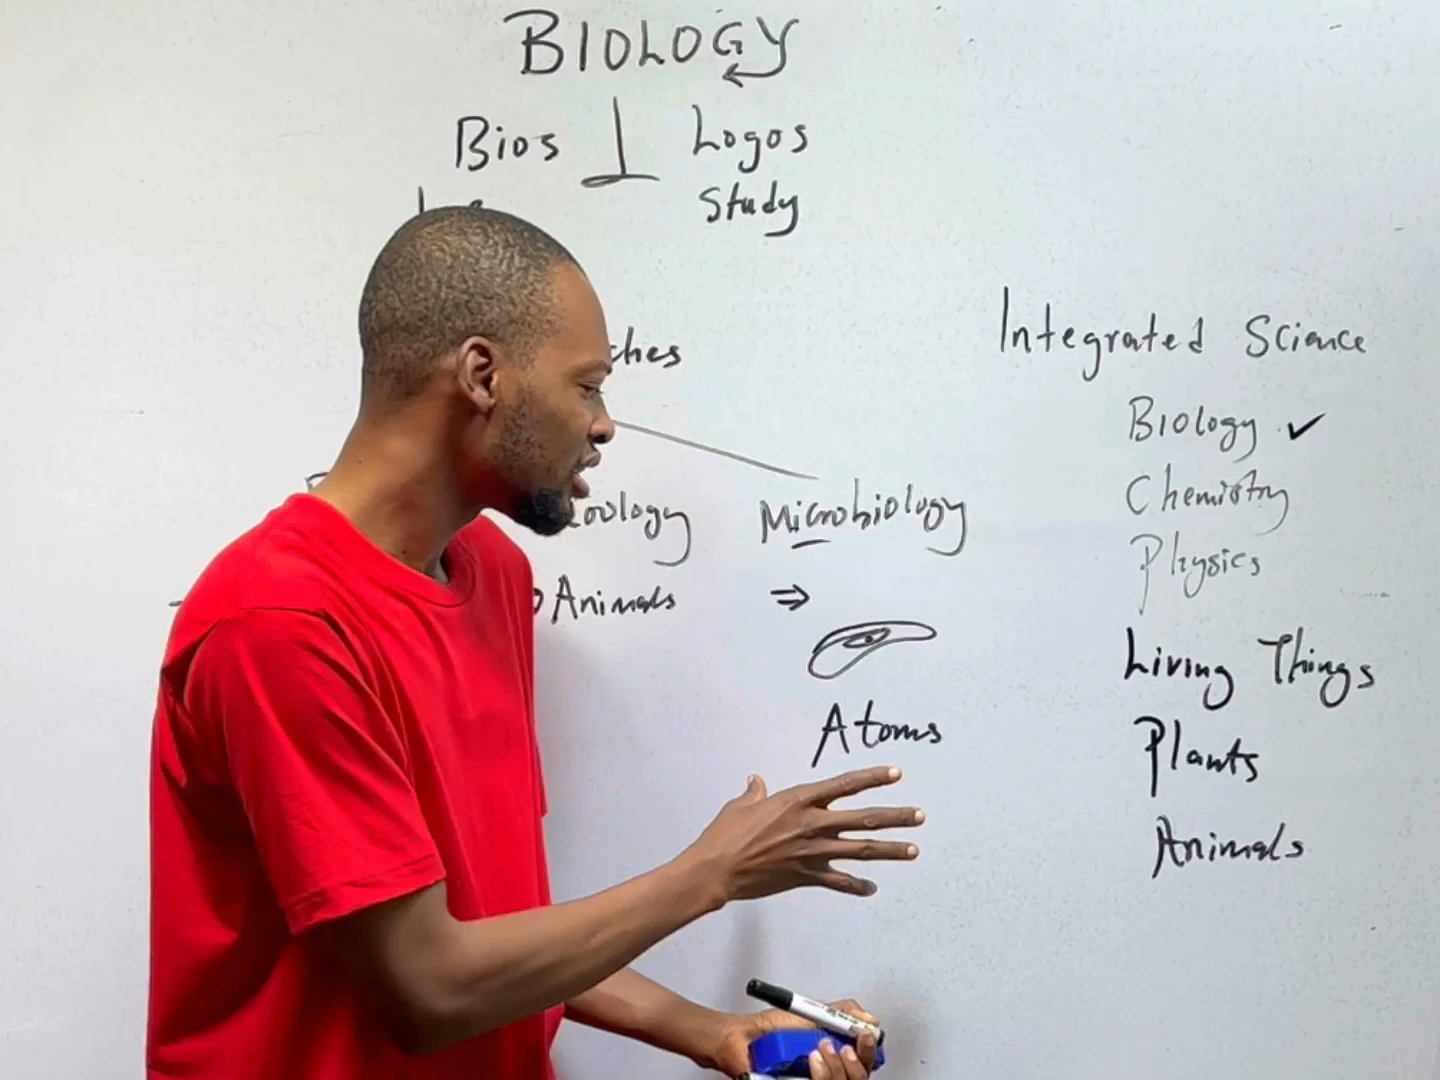 BIOLOGY
Bios Logos
Study
Integrated Science
Biology ✓
Chemistry
Physics
Microbiology
Animals ⇒
Atoms
Living Things
Plants
Animals